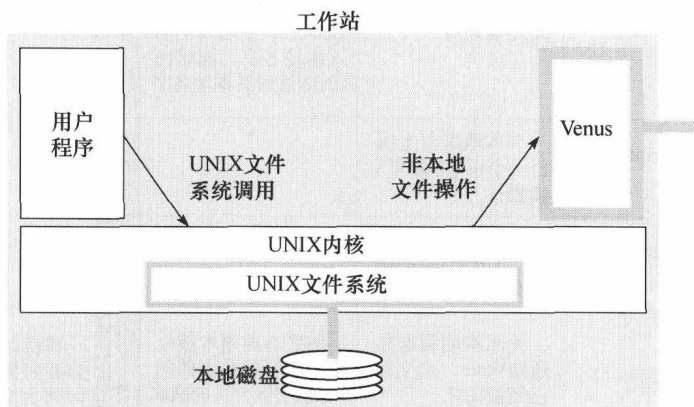 工作站
用户
程序
Venus
UNIX文件
系统调用
非本地
文件操作
UNIX内核
UNIX文件系统
本地磁盘